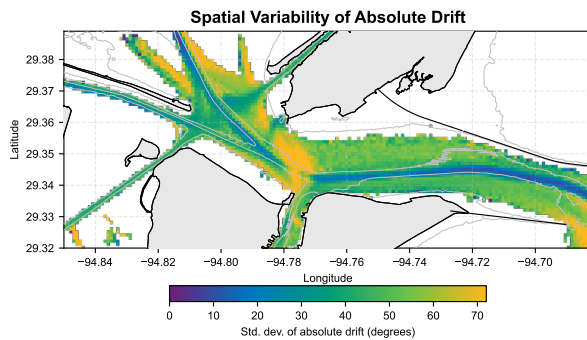 Spatial Variability of Absolute Drift
Latitude
29.39
29.38
29.37
29.36
29.35
29.34
29.33
29.32
−94.84 −94.82 −94.80 −94.78 −94.76 −94.74 −94.72 −94.70
Longitude
0 10 20 30 40 50 60 70
Std. dev. of absolute drift (degrees)